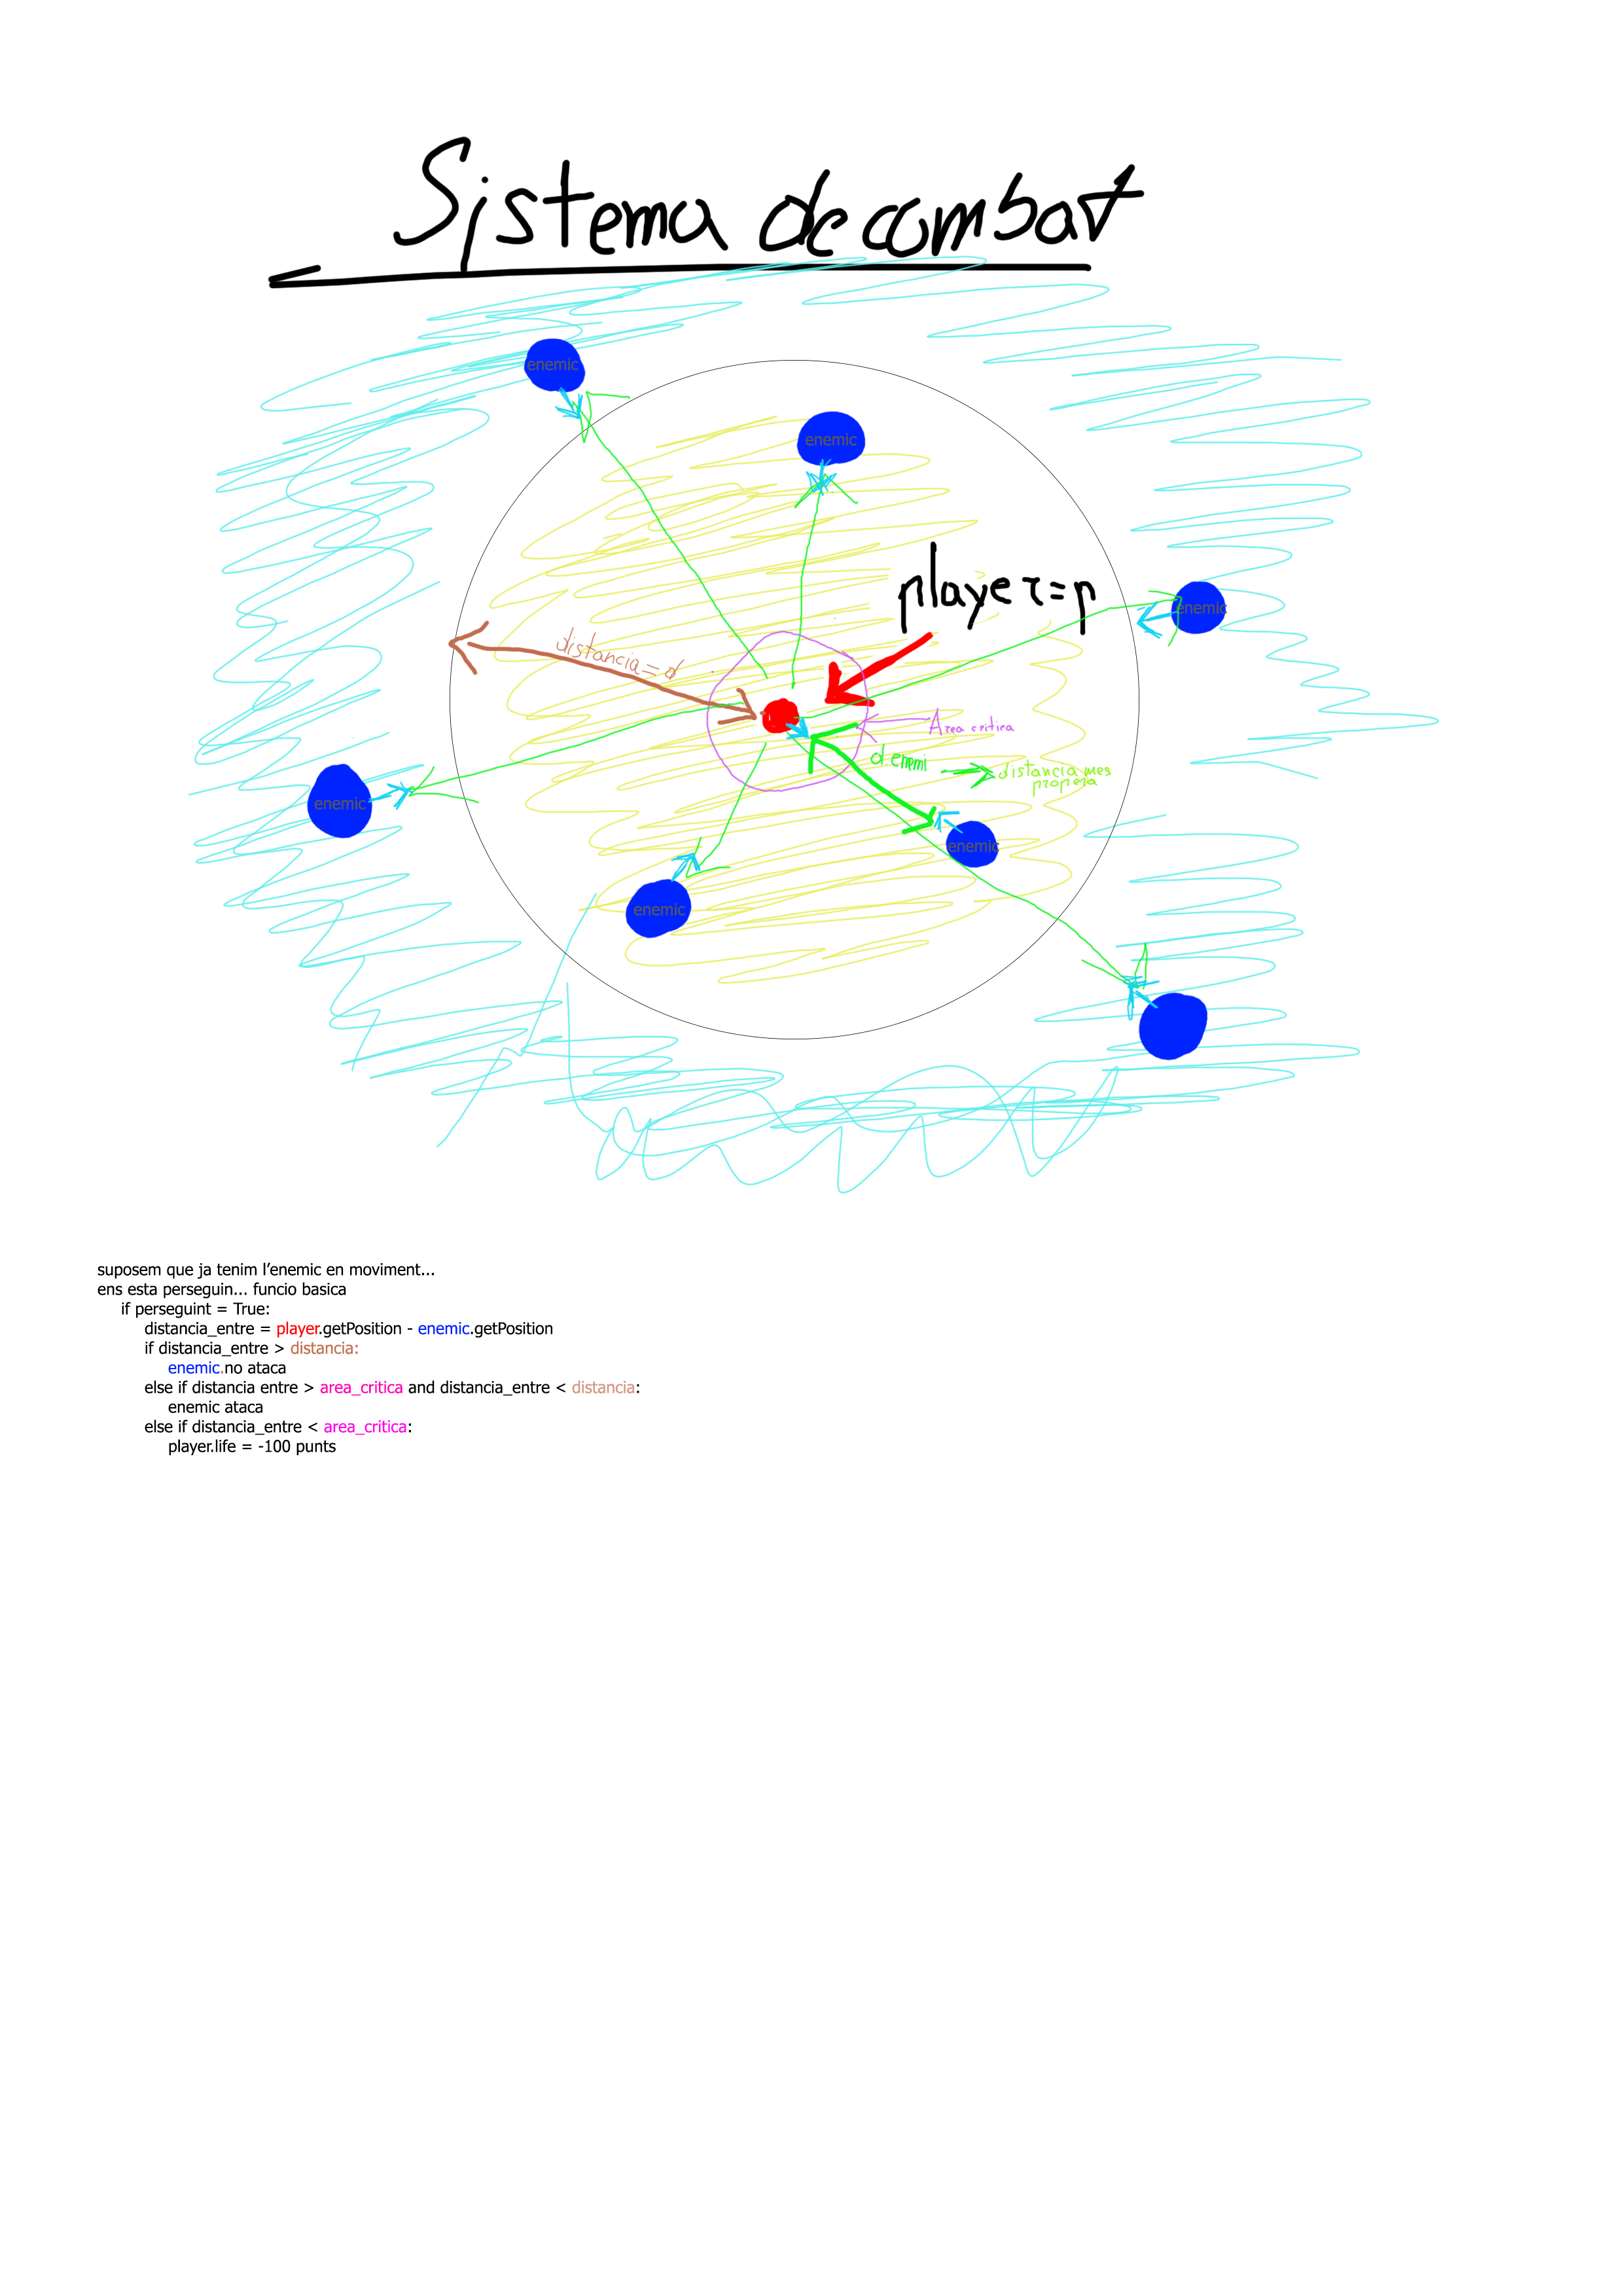 Sistema de combat
enemic
enemic
player = p
enemic
distancia = d
Area critica
d.enemi
distancia mes
propera
enemic
enemic
enemic
suposem que ja tenim l'enemic en moviment...
ens esta perseguin... funcio basica
if perseguint = True:
distancia_entre = player.getPosition - enemic.getPosition
if distancia_entre > distancia:
enemic.no ataca
else if distancia entre > area_critica and distancia_entre < distancia:
enemic ataca
else if distancia_entre < area_critica:
player.life = -100 punts